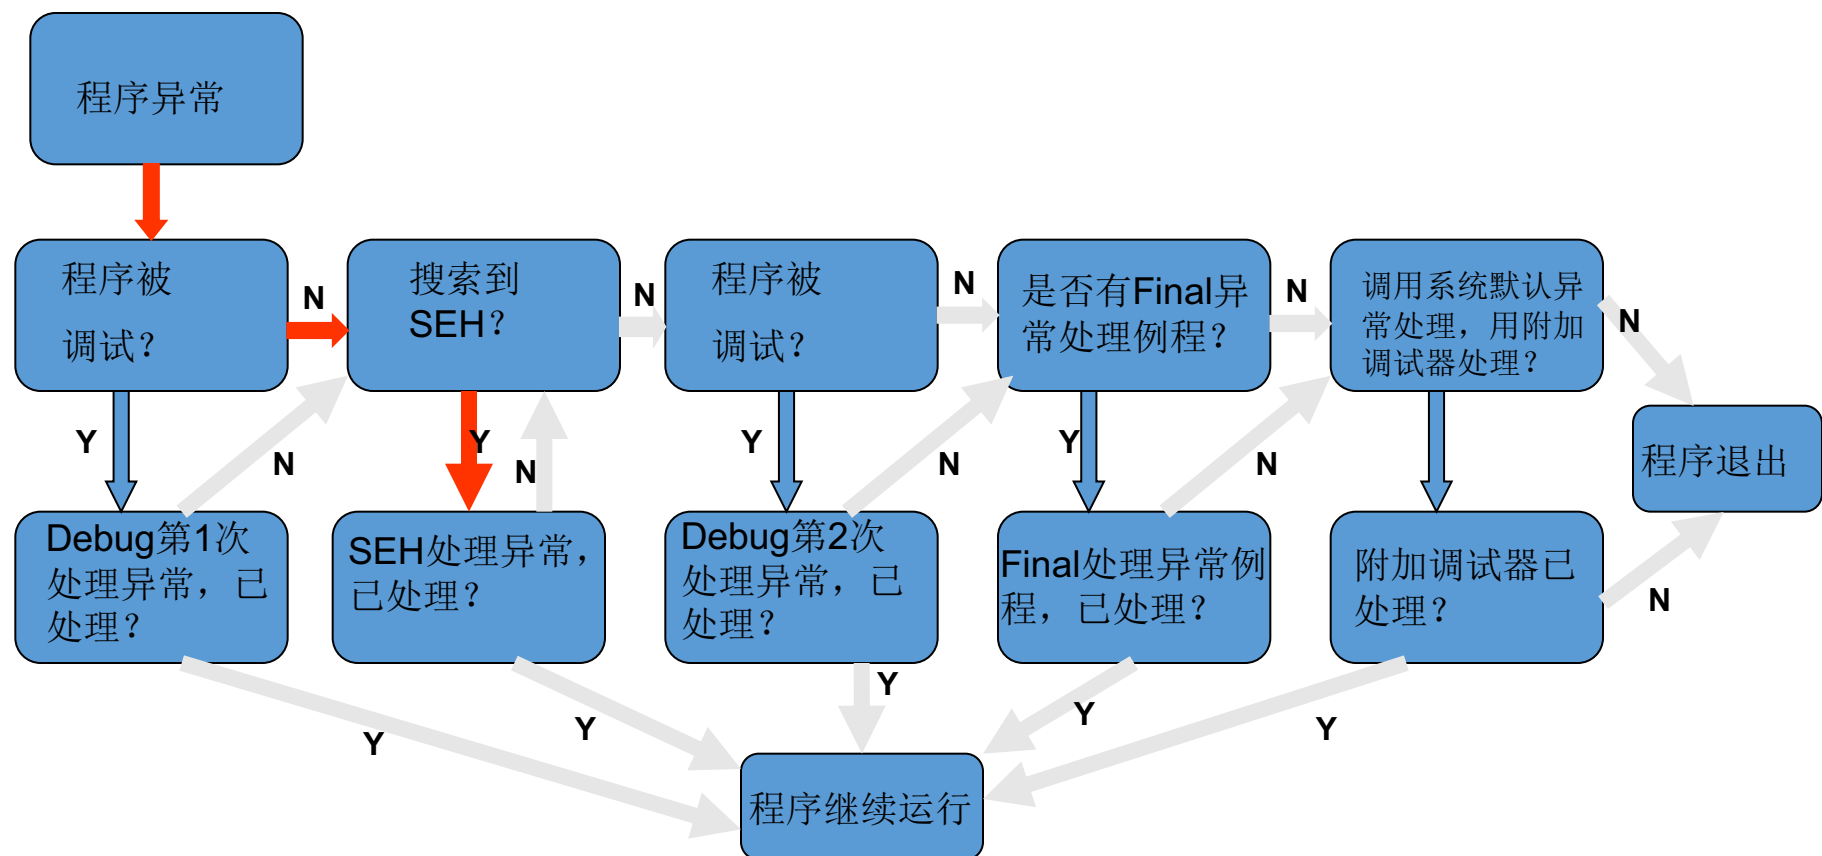 程序异常
程序被
调试？
N
搜索到
SEH？
N
程序被
调试？
N
是否有Final异
常处理例程？
N
调用系统默认异
常处理，用附加
调试器处理？
N
Y
N
Y
N
Y
N
Y
N
程序退出
Debug第1次
处理异常，已
处理？
SEH处理异常，
已处理？
Debug第2次
处理异常，已
处理？
Final处理异常例
程，已处理？
附加调试器已
处理？
N
Y
Y
Y
Y
Y
程序继续运行